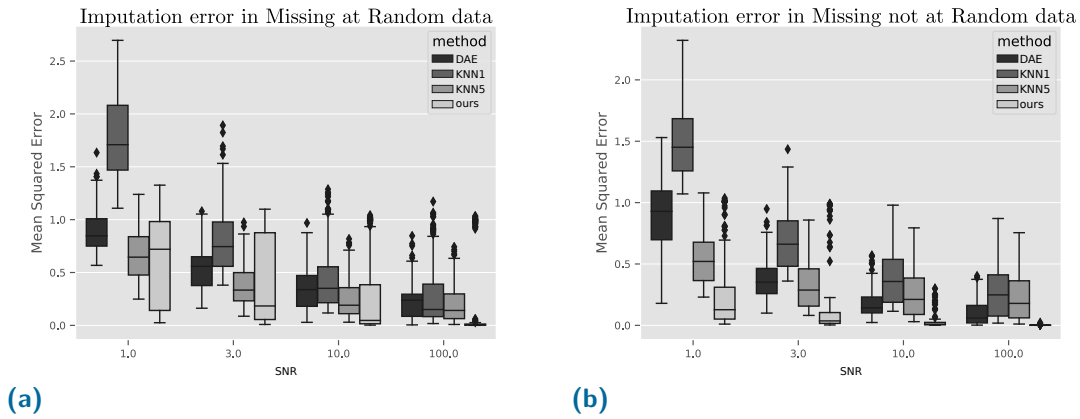 Imputation error in Missing at Random data
method
DAE
KNN1
KNN5
ours
Mean Squared Error
2.5
2.0
1.5
1.0
0.5
0.0
1.0
3.0
10.0
100.0
SNR
(a)
Imputation error in Missing not at Random data
method
DAE
KNN1
KNN5
ours
Mean Squared Error
2.0
1.5
1.0
0.5
0.0
1.0
3.0
10.0
100.0
SNR
(b)